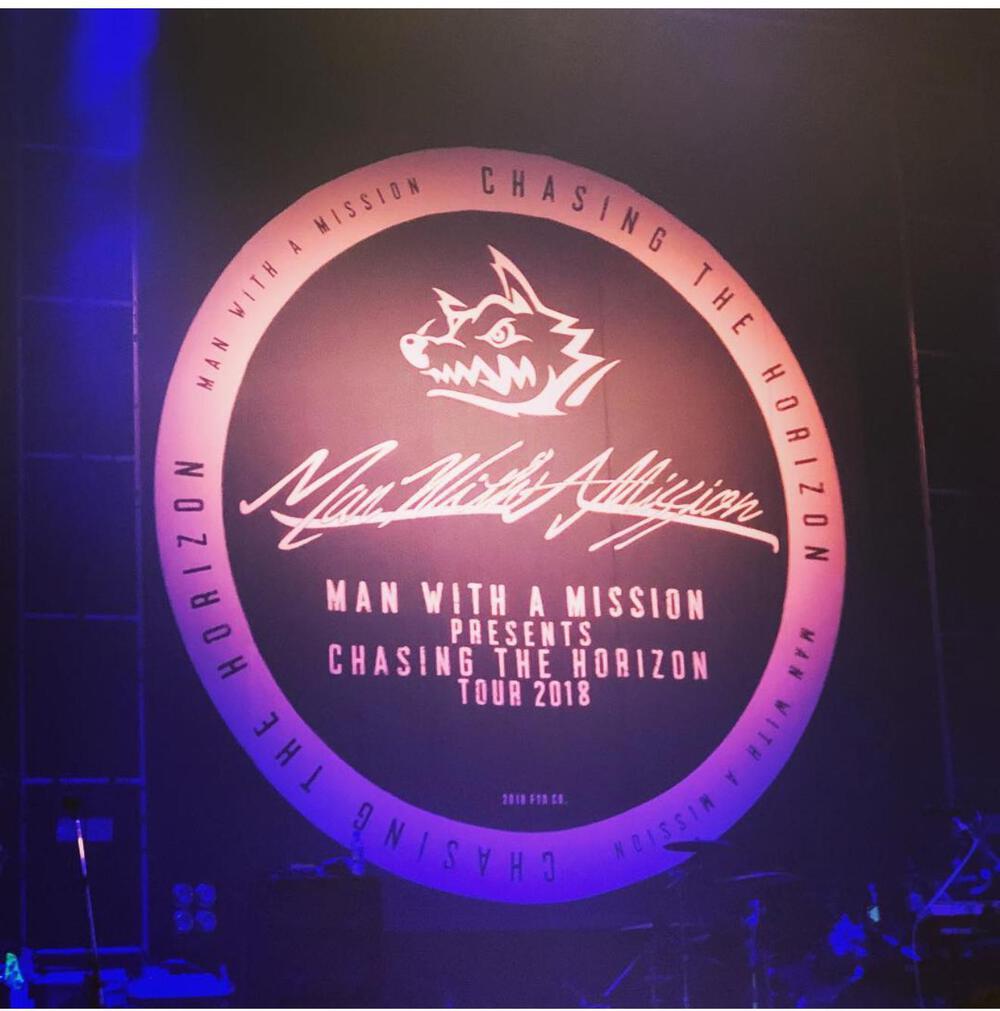 CHASING THE HORIZON
MAN WITH A MISSION
CHASING THE HORIZON
MAN WITH A MISSION
Man With A Mission
MAN WITH A MISSION
PRESENTS
CHASING THE HORIZON
TOUR 2018
2018